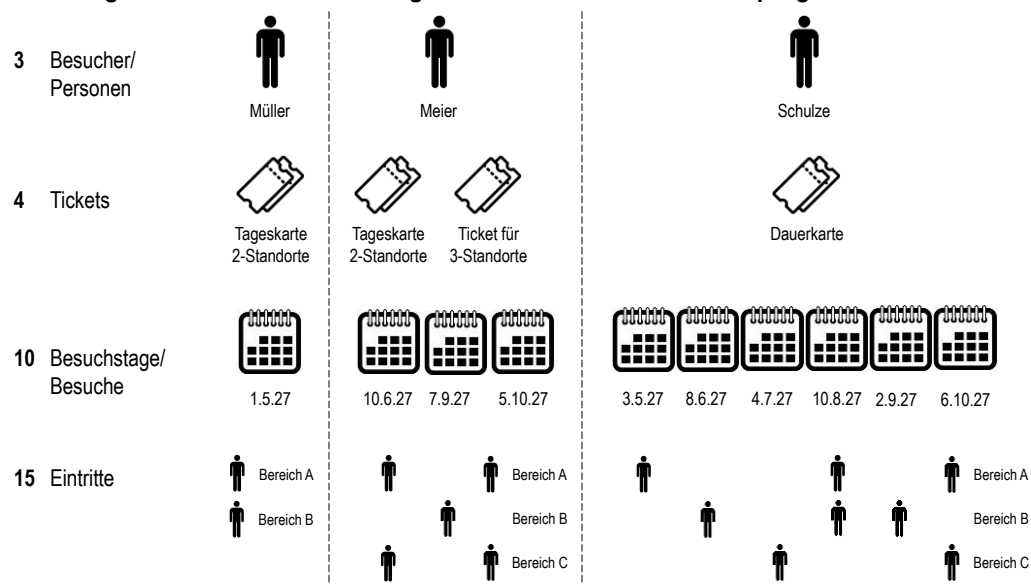 3 Besucher/
Personen
Müller
Meier
Schulze
4 Tickets
Tageskarte
2-Standorte
Tageskarte
2-Standorte
Ticket für
3-Standorte
Dauerkarte
10 Besuchstage/
Besuche
1.5.27
10.6.27
7.9.27
5.10.27
3.5.27
8.6.27
4.7.27
10.8.27
2.9.27
6.10.27
15 Eintritte
Bereich A
Bereich A
Bereich A
Bereich B
Bereich B
Bereich B
Bereich C
Bereich C